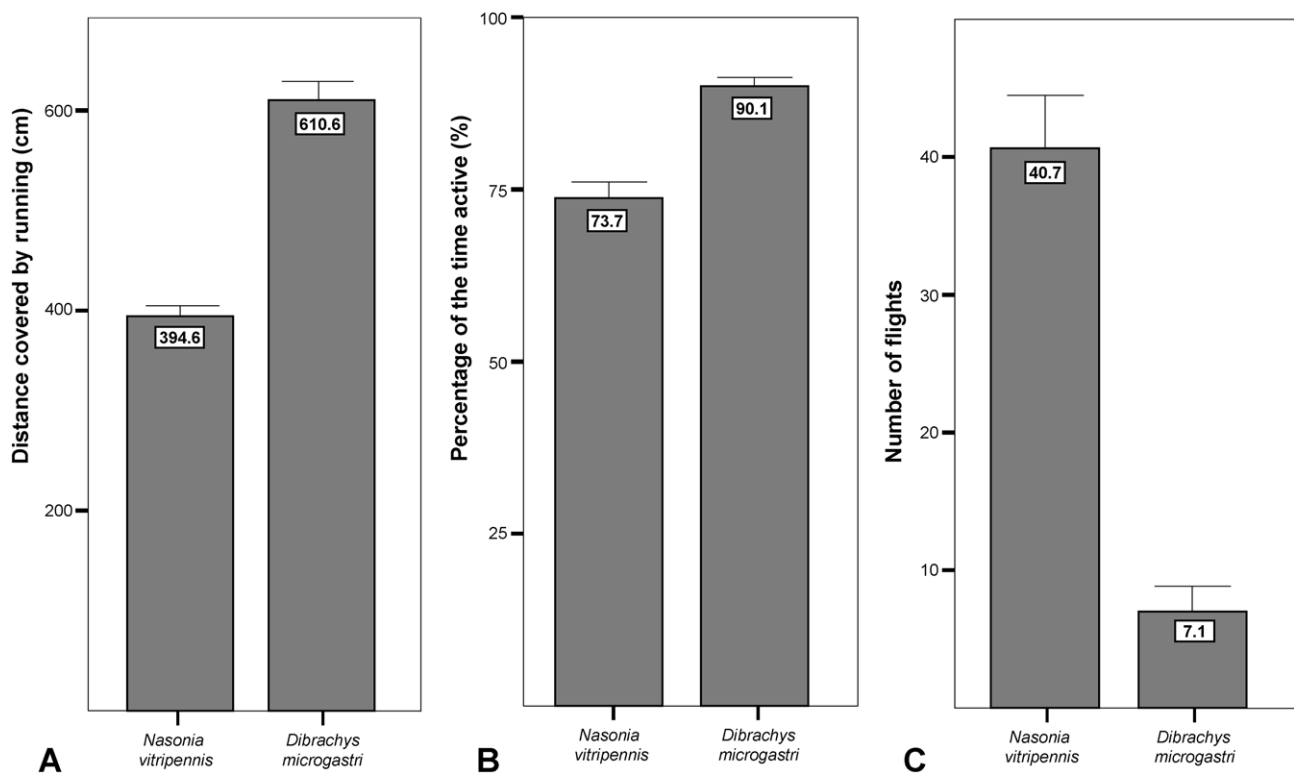 Distance covered by running (cm)
600
400
200
610.6
394.6
Nasonia
vitripennis
Dibrachys
microgastri
A
Percentage of the time active (%)
100
75
50
25
90.1
73.7
Nasonia
vitripennis
Dibrachys
microgastri
B
Number of flights
40
30
20
10
40.7
7.1
Nasonia
vitripennis
Dibrachys
microgastri
C